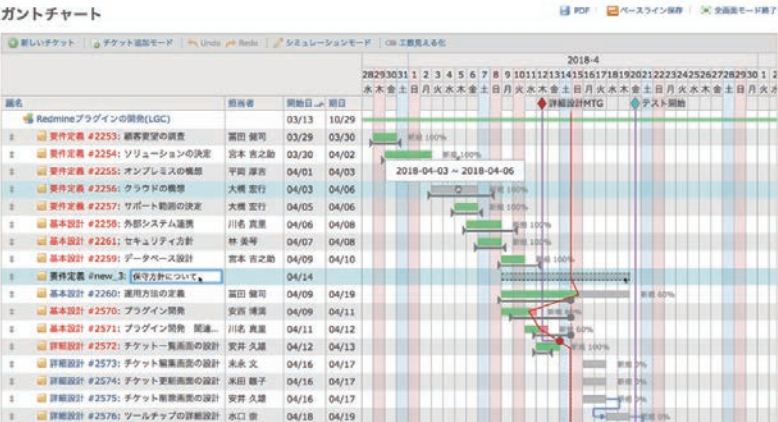 ガントチャート
PDF ベースライン保存 全画面モード終了
新しいチケット チケット追加モード Undo Redo シミュレーションモード 工数見える化
2018-4
28 29 30 31 1 2 3 4 5 6 7 8 9 10 11 12 13 14 15 16 17 18 19 20 21 22 23 24 25 26 27 28 29 30 1
水 木 金 土 日 月 火 水 木 金 土 日 月 火 水 木 金 土 日 月 火 水 木 金 土 日 月 火 水 木 金 土 日 月 火
題名 担当者 開始日 期日 詳細設計MTG テスト開始
Redmineプラグインの開発(LGC) 03/13 10/29
要件定義 #2253: 顧客要望の調査 冨田 健司 03/29 03/30 新規 100%
要件定義 #2254: ソリューションの決定 宮本 吉之助 03/30 04/02 新規 100%
要件定義 #2255: オンプレミスの構想 平岡 厚吉 04/01 04/03
2018-04-03 ~ 2018-04-06
要件定義 #2256: クラウドの構想 大橋 宏行 04/03 04/06 新規 100%
要件定義 #2257: サポート範囲の決定 大橋 宏行 04/05 04/06 新規 100%
基本設計 #2258: 外部システム連携 川名 真里 04/06 04/08 新規 100%
基本設計 #2261: セキュリティ方針 林 美琴 04/07 04/08 新規 100%
基本設計 #2259: データベース設計 宮本 吉之助 04/09 04/10 新規 100%
要件定義 #new_3: 保守方針について 04/14
基本設計 #2260: 運用方法の定義 冨田 健司 04/09 04/19 新規 60%
基本設計 #2570: プラグイン開発 安西 博満 04/09 04/11 新規
基本設計 #2571: プラグイン開発 関連... 川名 真里 04/11 04/12 新規 60%
詳細設計 #2572: チケット一覧画面の設計 安井 久雄 04/12 04/13 新規 100%
詳細設計 #2573: チケット編集画面の設計 末永 文 04/16 04/17 新規 0%
詳細設計 #2574: チケット更新画面の設計 米田 題子 04/16 04/17 新規 0%
詳細設計 #2575: チケット削除画面の設計 安井 久雄 04/16 04/17 新規 0%
詳細設計 #2576: ツールチップの詳細設計 水口 崇 04/18 04/19 新規 0%